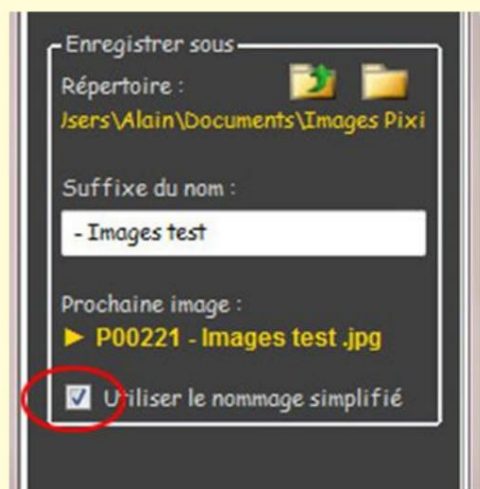 Enregistrer sous
Répertoire :
Jsers\Alain\Documents\Images Pixi
Suffixe du nom :
- Images test
Prochaine image :
► P00221 - Images test .jpg
Utiliser le nommage simplifié